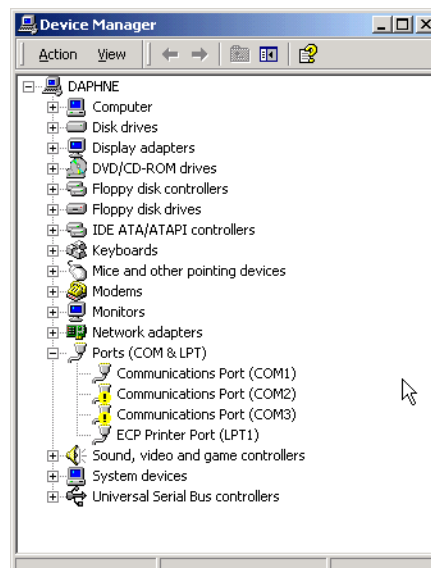 Device Manager
Action View
DAPHNE
Computer
Disk drives
Display adapters
DVD/CD-ROM drives
Floppy disk controllers
Floppy disk drives
IDE ATA/ATAPI controllers
Keyboards
Mice and other pointing devices
Modems
Monitors
Network adapters
Ports (COM & LPT)
Communications Port (COM1)
Communications Port (COM2)
Communications Port (COM3)
ECP Printer Port (LPT1)
Sound, video and game controllers
System devices
Universal Serial Bus controllers